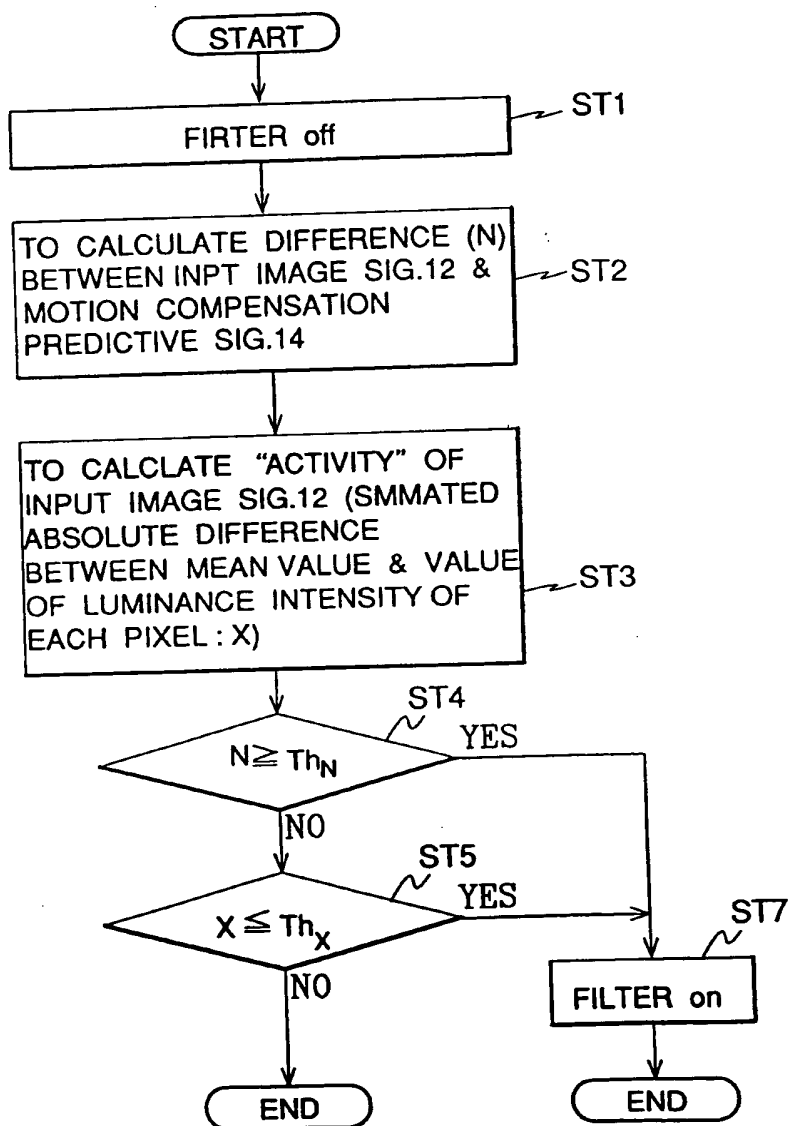 START
FIRTER off
ST1
TO CALCULATE DIFFERENCE (N)
BETWEEN INPT IMAGE SIG.12 &
MOTION COMPENSATION
PREDICTIVE SIG.14
ST2
TO CALCLATE “ACTIVITY” OF
INPUT IMAGE SIG.12 (SMMATED
ABSOLUTE DIFFERENCE
BETWEEN MEAN VALUE & VALUE
OF LUMINANCE INTENSITY OF
EACH PIXEL : X)
ST3
ST4
N ≧ ThN
YES
NO
ST5
X ≦ ThX
YES
NO
ST7
FILTER on
END
END